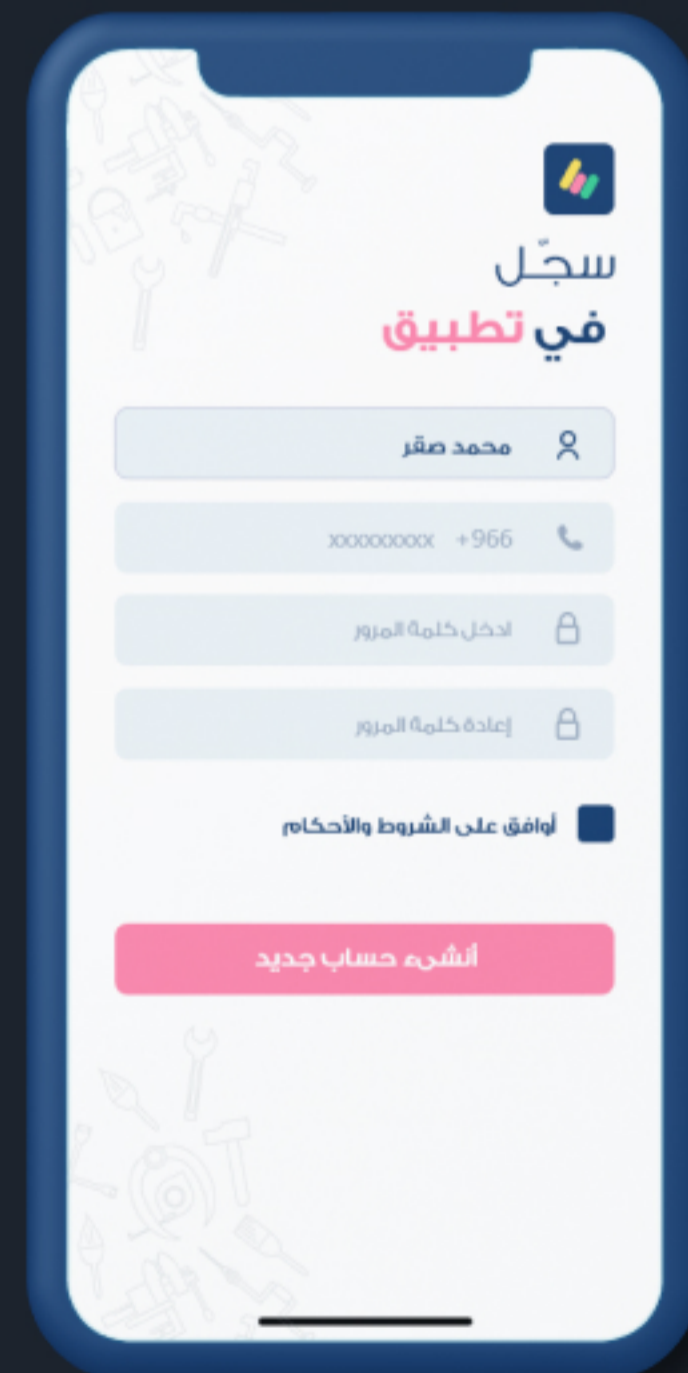 سجّل
في تطبيق
محمد صقر
+966 xxxxxxxxx
ادخل كلمة المرور
إعادة كلمة المرور
أوافق على الشروط والأحكام
أنشىء حساب جديد